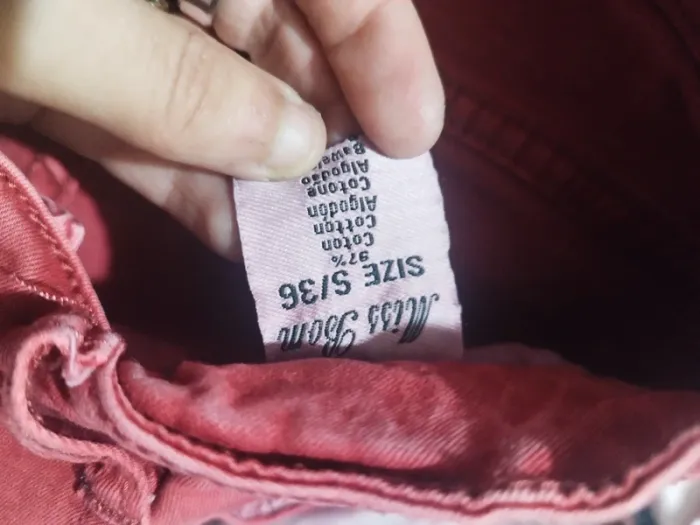 Miss Bom
SIZE S/36
97%
Coton
Cotton
Algodón
Cotone
Algodão